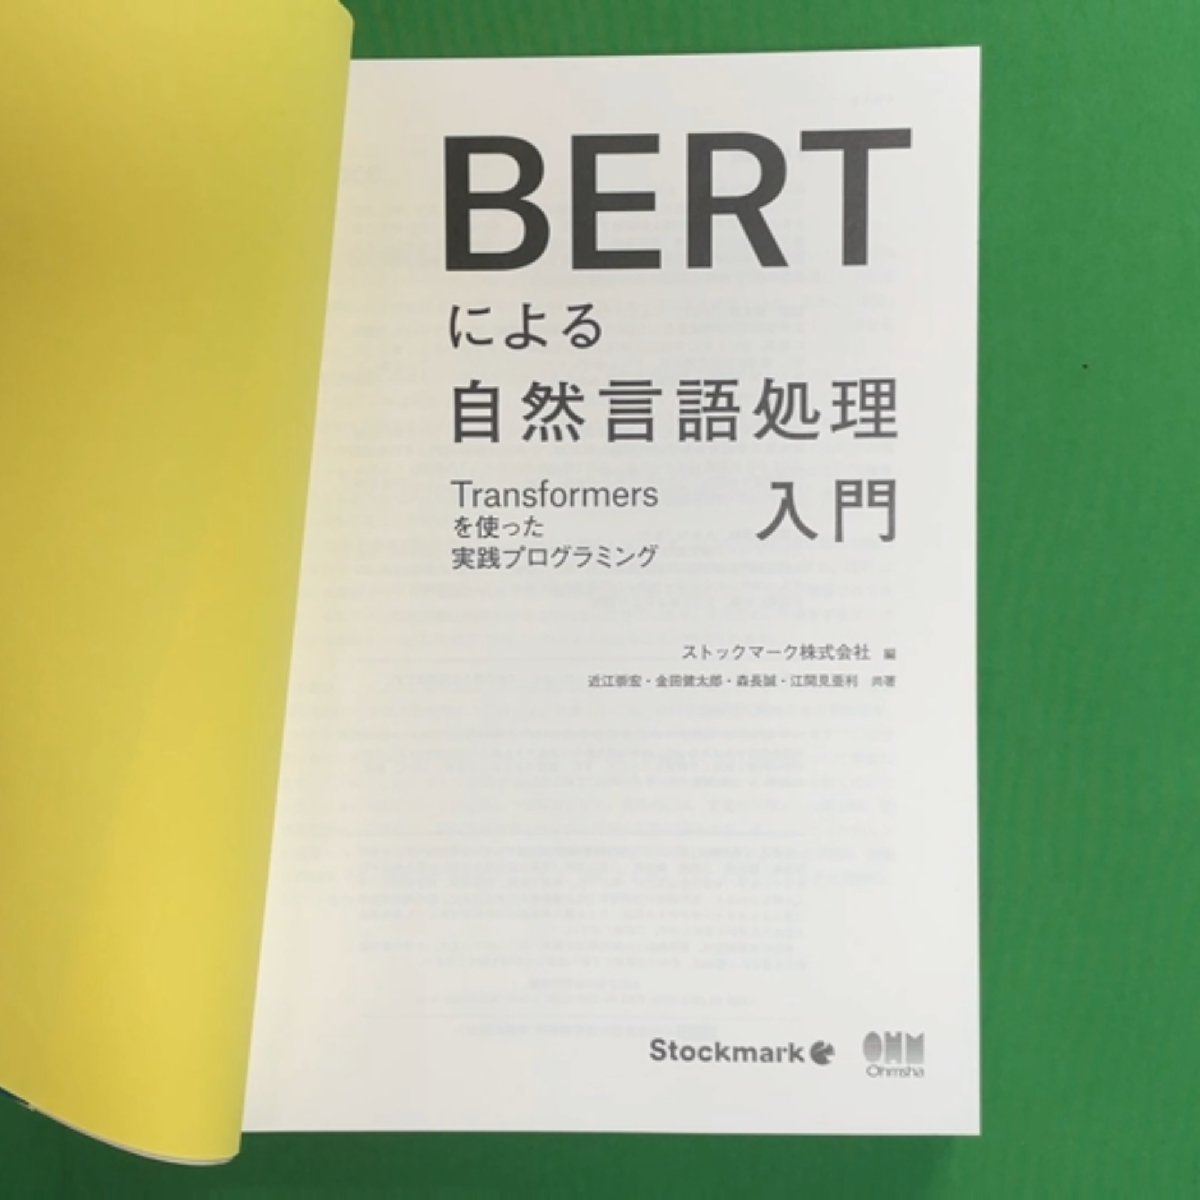 BERT
による
自然言語処理
入門
Transformers
を使った
実践プログラミング
ストックマーク株式会社 編
近江崇宏・金田健太郎・森長誠・江間見亜利 共著
Stockmark
OHM
Ohmsha